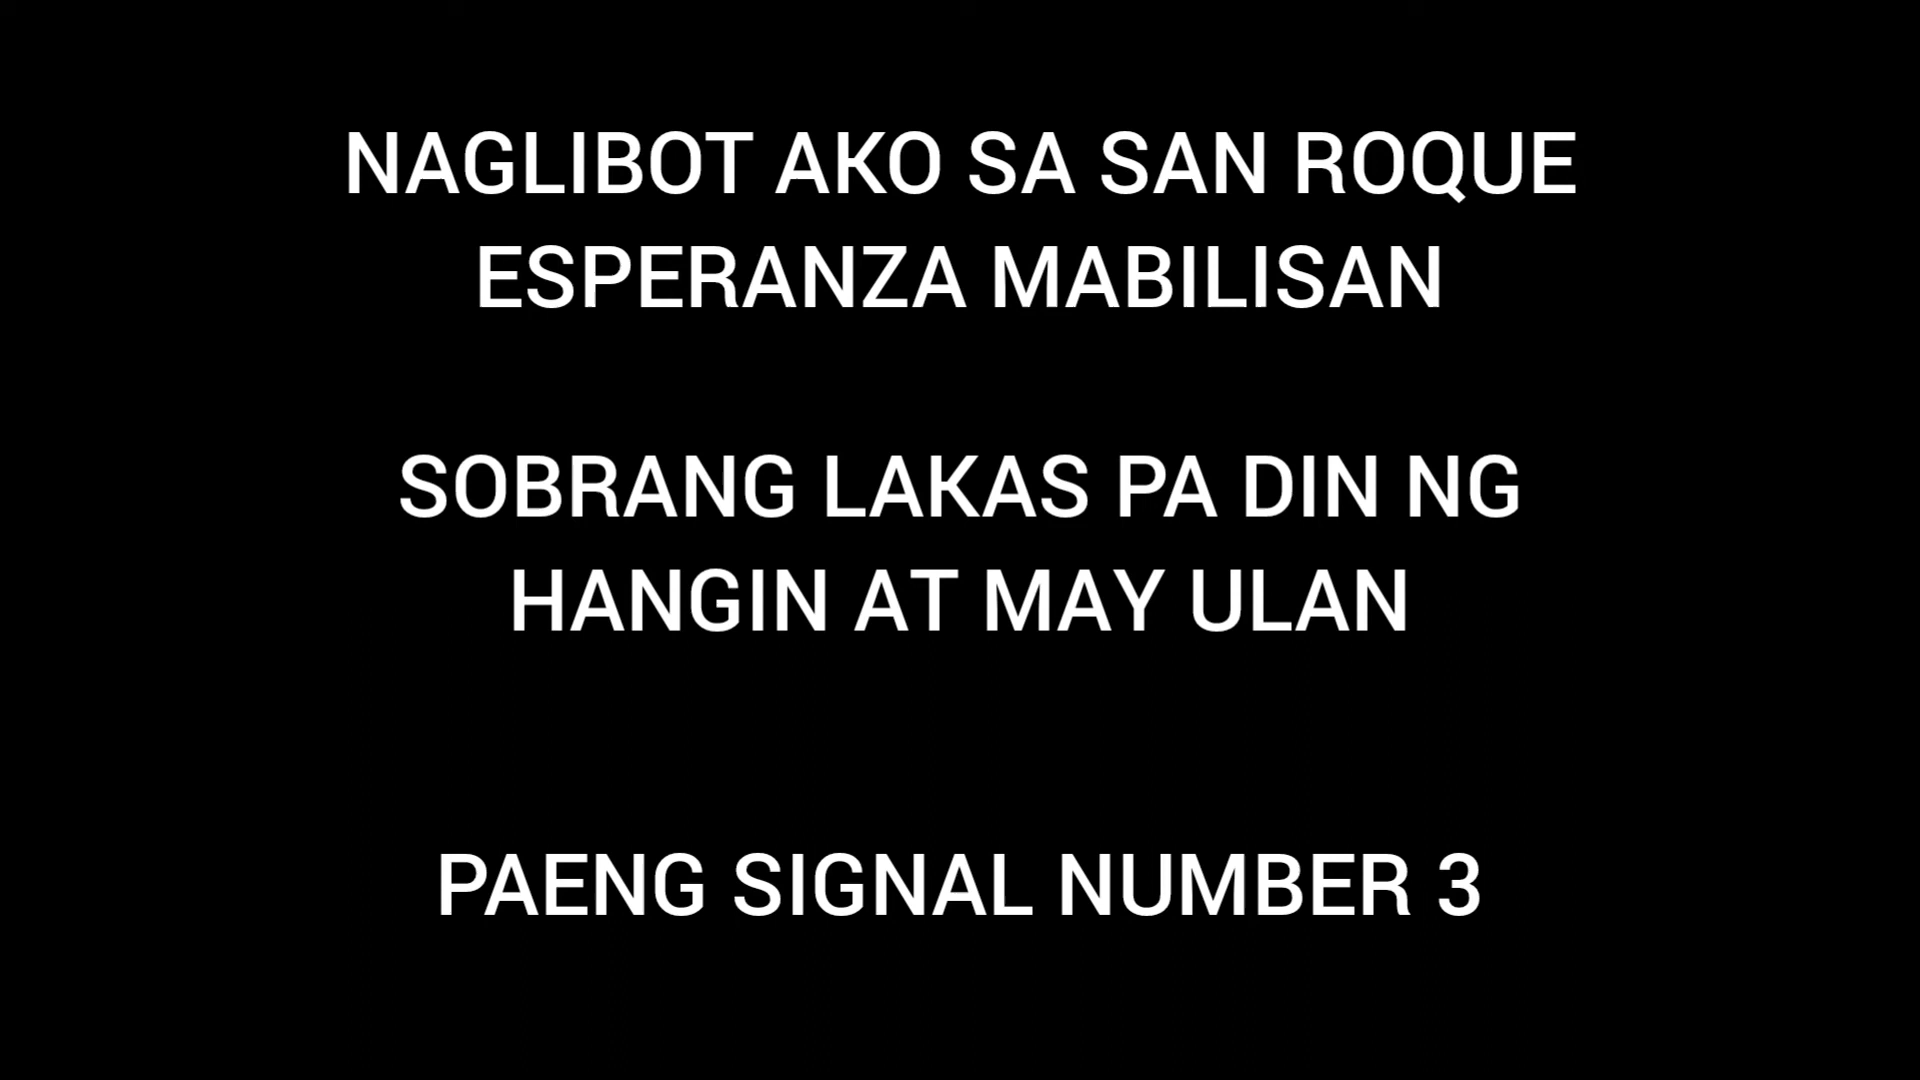 NAGLIBOT AKO SA SAN ROQUE
ESPERANZA MABILISAN
SOBRANG LAKAS PA DIN NG
HANGIN AT MAY ULAN
PAENG SIGNAL NUMBER 3